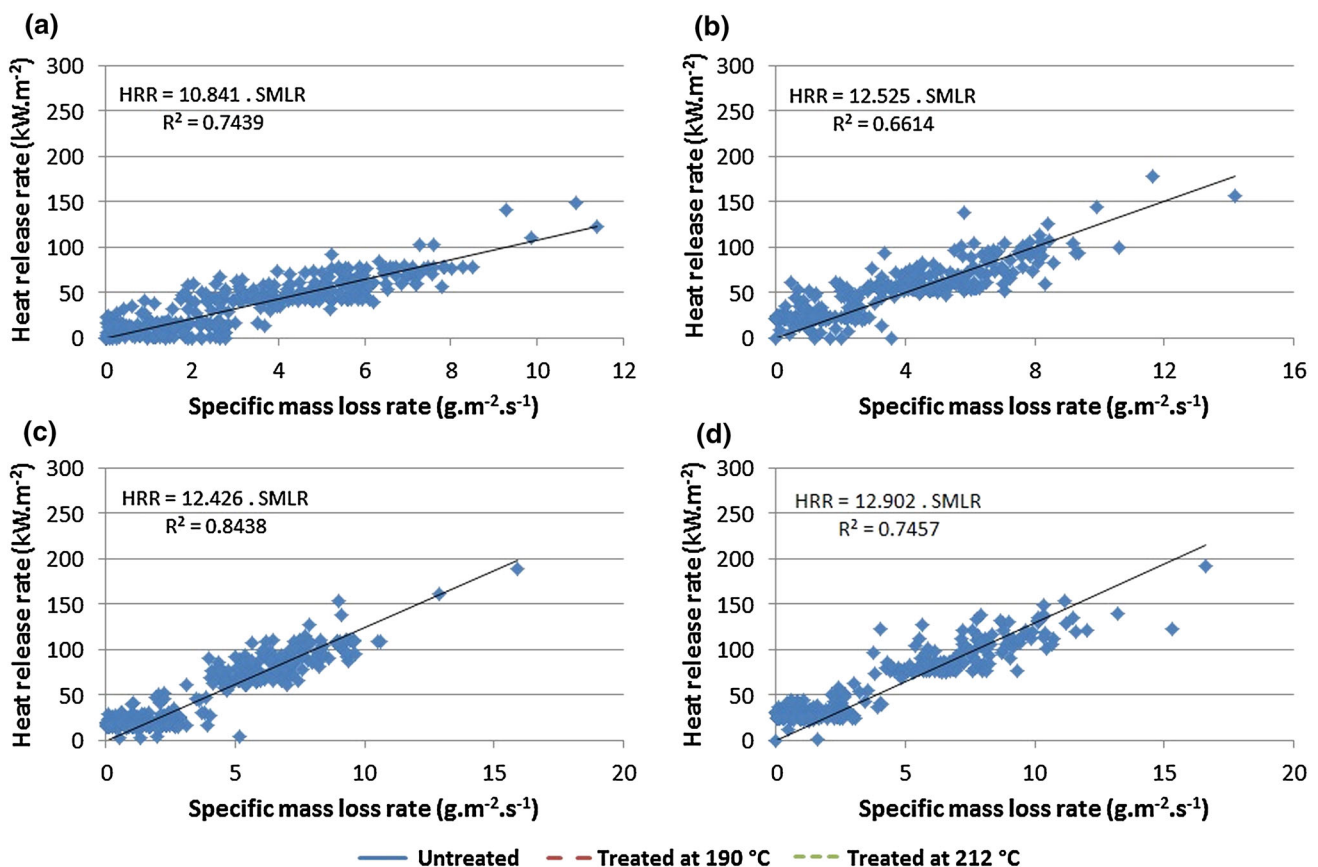 (a)
Heat release rate (kW.m⁻²)
300
250
200
150
100
50
0
HRR = 10.841 . SMLR
R² = 0.7439
0 2 4 6 8 10 12
Specific mass loss rate (g.m⁻².s⁻¹)
(b)
Heat release rate (kW.m⁻²)
300
250
200
150
100
50
0
HRR = 12.525 . SMLR
R² = 0.6614
0 4 8 12 16
Specific mass loss rate (g.m⁻².s⁻¹)
(c)
Heat release rate (kW.m⁻²)
300
250
200
150
100
50
0
HRR = 12.426 . SMLR
R² = 0.8438
0 5 10 15 20
Specific mass loss rate (g.m⁻².s⁻¹)
(d)
Heat release rate (kW.m⁻²)
300
250
200
150
100
50
0
HRR = 12.902 . SMLR
R² = 0.7457
0 5 10 15 20
Specific mass loss rate (g.m⁻².s⁻¹)
Untreated Treated at 190 °C Treated at 212 °C